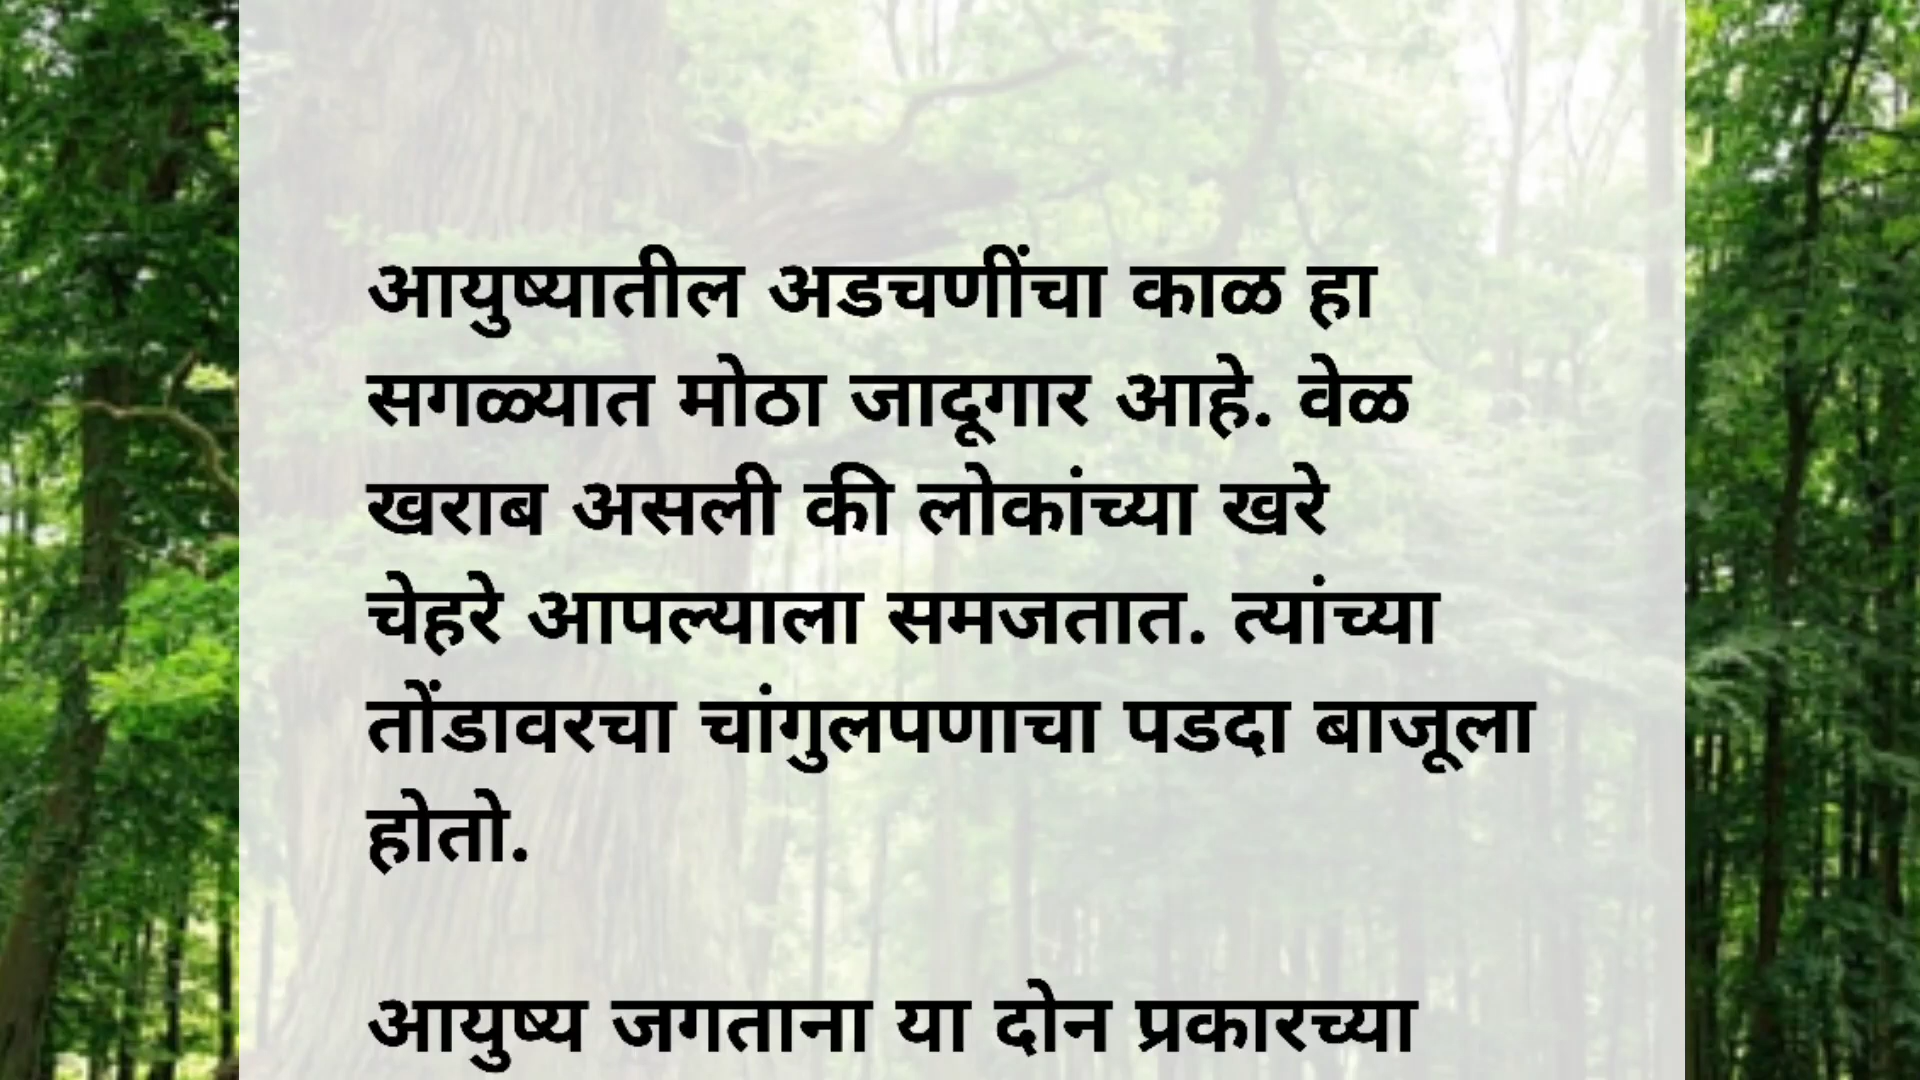 आयुष्यातील अडचणींचा काळ हा
सगळ्यात मोठा जादूगार आहे. वेळ
खराब असली की लोकांच्या खरे
चेहरे आपल्याला समजतात. त्यांच्या
तोंडावरचा चांगुलपणाचा पडदा बाजूला
होतो.
आयुष्य जगताना या दोन प्रकारच्या